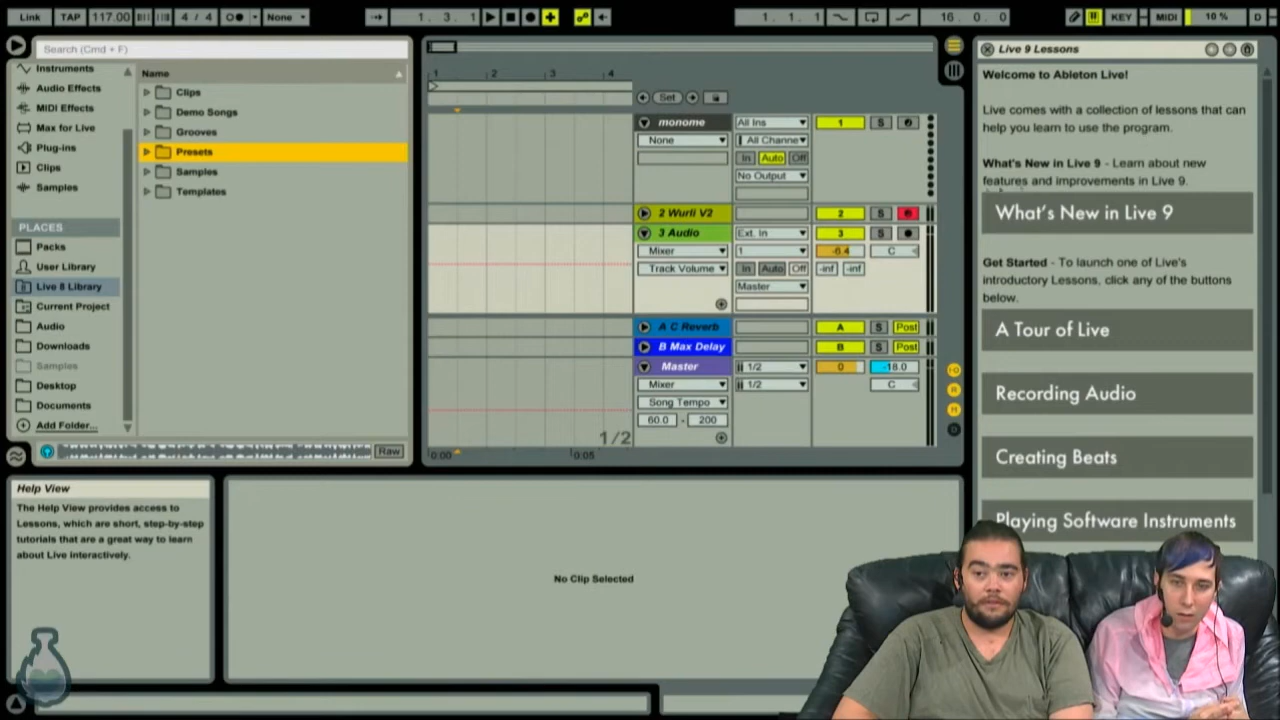 Link TAP 117.00 4 / 4 None 1. 3. 1 1. 1. 1 16. 0. 0 KEY MIDI 10 % D
Search (Cmd + F)
Instruments
Audio Effects
MIDI Effects
Max for Live
Plug-ins
Clips
Samples
PLACES
Packs
User Library
Live 8 Library
Current Project
Audio
Downloads
Samples
Desktop
Documents
Add Folder...
Name
Clips
Demo Songs
Grooves
Presets
Samples
Templates
Raw
1 2 3 4
Set
monome All Ins 1 S
None All Channe
In Auto Off
No Output
2 Wurli V2 2 S
3 Audio Ext. In 3 S
Mixer 1 -6.4 C
Track Volume In Auto Off -inf -inf
Master
A C Reverb A S Post
B Max Delay B S Post
Master 1/2 0 -18.0
Mixer 1/2 C
Song Tempo
60.0 - 200
1/2
0:00 0:05
Live 9 Lessons
Welcome to Ableton Live!
Live comes with a collection of lessons that can
help you learn to use the program.
What's New in Live 9 - Learn about new
features and improvements in Live 9.
What's New in Live 9
Get Started - To launch one of Live's
introductory Lessons, click any of the buttons
below.
A Tour of Live
Recording Audio
Creating Beats
Playing Software Instruments
Help View
The Help View provides access to
Lessons, which are short, step-by-step
tutorials that are a great way to learn
about Live interactively.
No Clip Selected